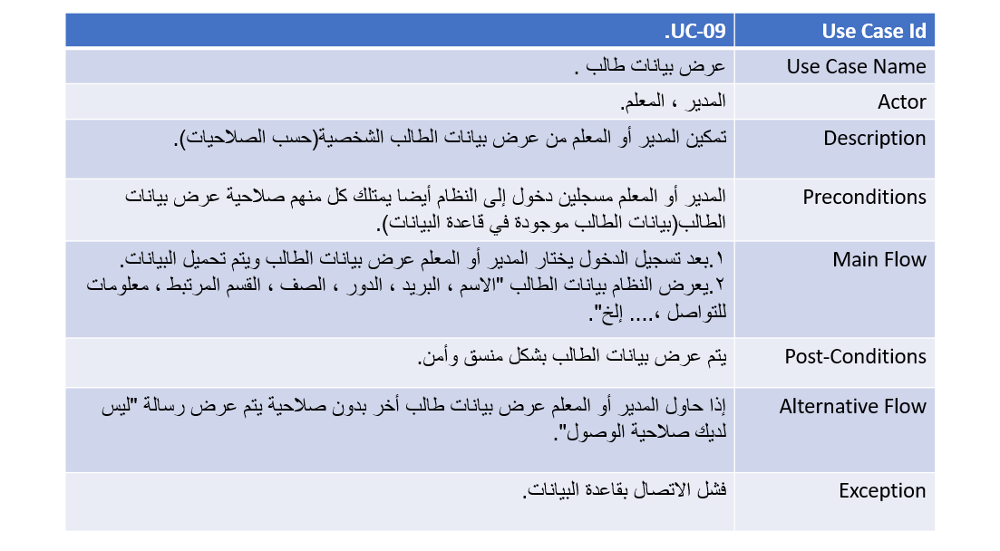 Use Case Id
UC-09.
Use Case Name
عرض بيانات طالب .
Actor
المدير ، المعلم.
Description
تمكين المدير أو المعلم من عرض بيانات الطالب الشخصية(حسب الصلاحيات).
Preconditions
المدير أو المعلم مسجلين دخول إلى النظام أيضا يمتلك كل منهم صلاحية عرض بيانات
الطالب(بيانات الطالب موجودة في قاعدة البيانات).
Main Flow
١.بعد تسجيل الدخول يختار المدير أو المعلم عرض بيانات الطالب ويتم تحميل البيانات.
٢.يعرض النظام بيانات الطالب "الاسم ، البريد ، الدور ، الصف ، القسم المرتبط ، معلومات
للتواصل ،.... إلخ".
Post-Conditions
يتم عرض بيانات الطالب بشكل منسق وأمن.
Alternative Flow
إذا حاول المدير أو المعلم عرض بيانات طالب أخر بدون صلاحية يتم عرض رسالة "ليس
لديك صلاحية الوصول".
Exception
فشل الاتصال بقاعدة البيانات.